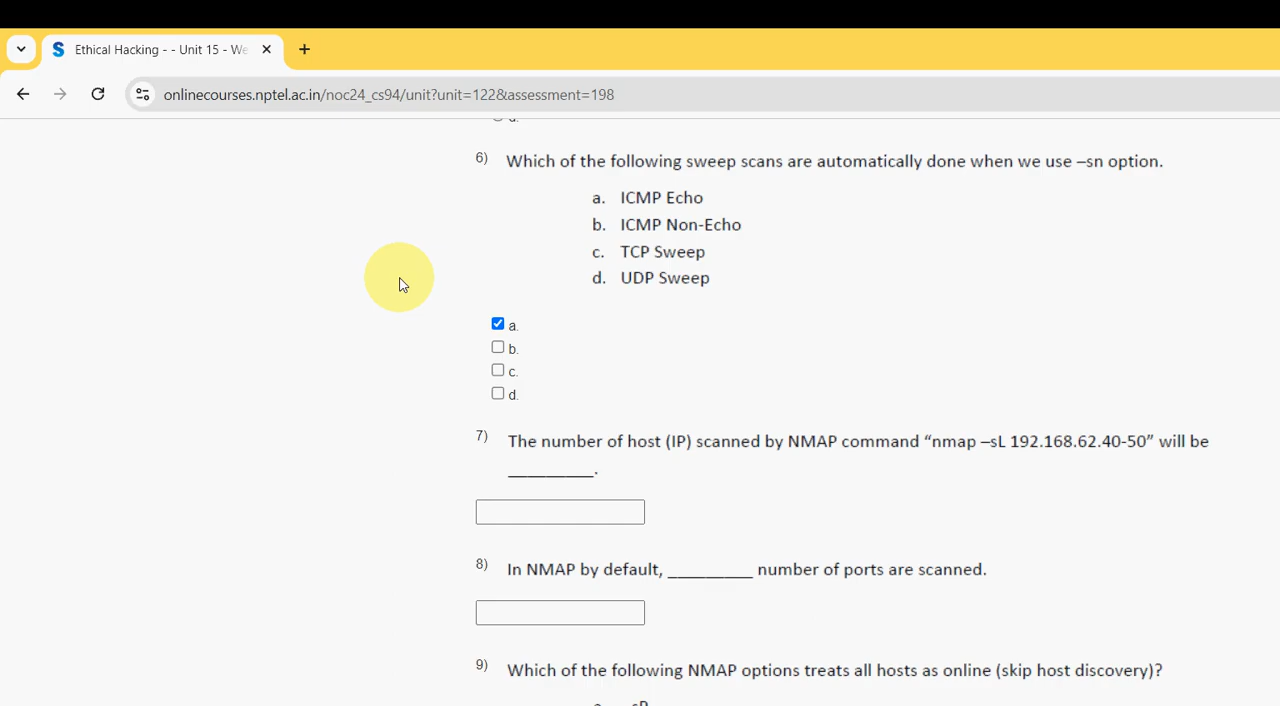 Ethical Hacking - - Unit 15 - We
onlinecourses.nptel.ac.in/noc24_cs94/unit?unit=122&assessment=198
6) Which of the following sweep scans are automatically done when we use –sn option.
a. ICMP Echo
b. ICMP Non-Echo
c. TCP Sweep
d. UDP Sweep
a.
b.
c.
d.
7) The number of host (IP) scanned by NMAP command “nmap –sL 192.168.62.40-50” will be
__________.
8) In NMAP by default, _________ number of ports are scanned.
9) Which of the following NMAP options treats all hosts as online (skip host discovery)?